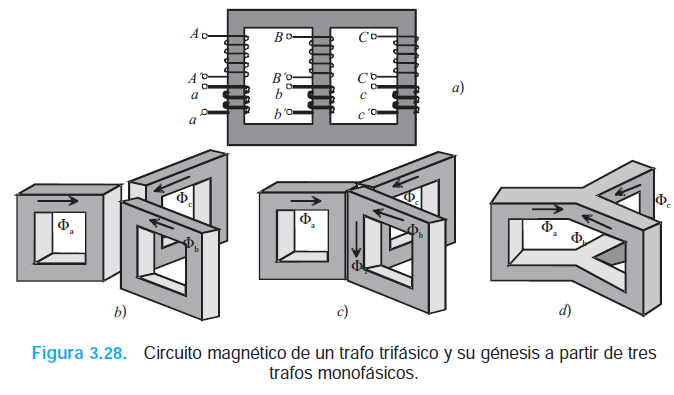 A B C
A' B' C'
a b c
a' b' c'
a)
Φa Φc Φb
b)
Φa Φc Φb
c)
Φa Φb Φc
d)
Figura 3.28. Circuito magnético de un trafo trifásico y su génesis a partir de tres
trafos monofásicos.